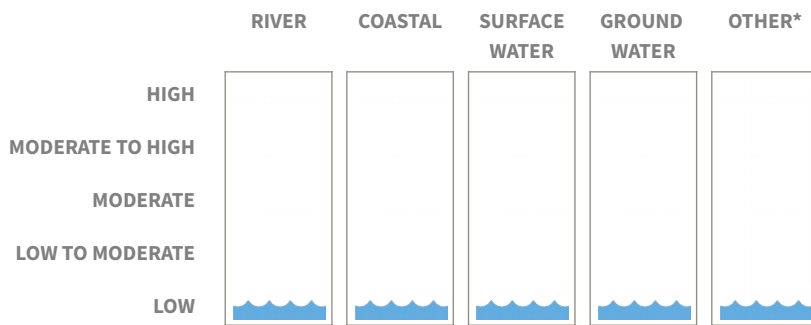 RIVER COASTAL SURFACE GROUND OTHER*
WATER WATER
HIGH
MODERATE TO HIGH
MODERATE
LOW TO MODERATE
LOW